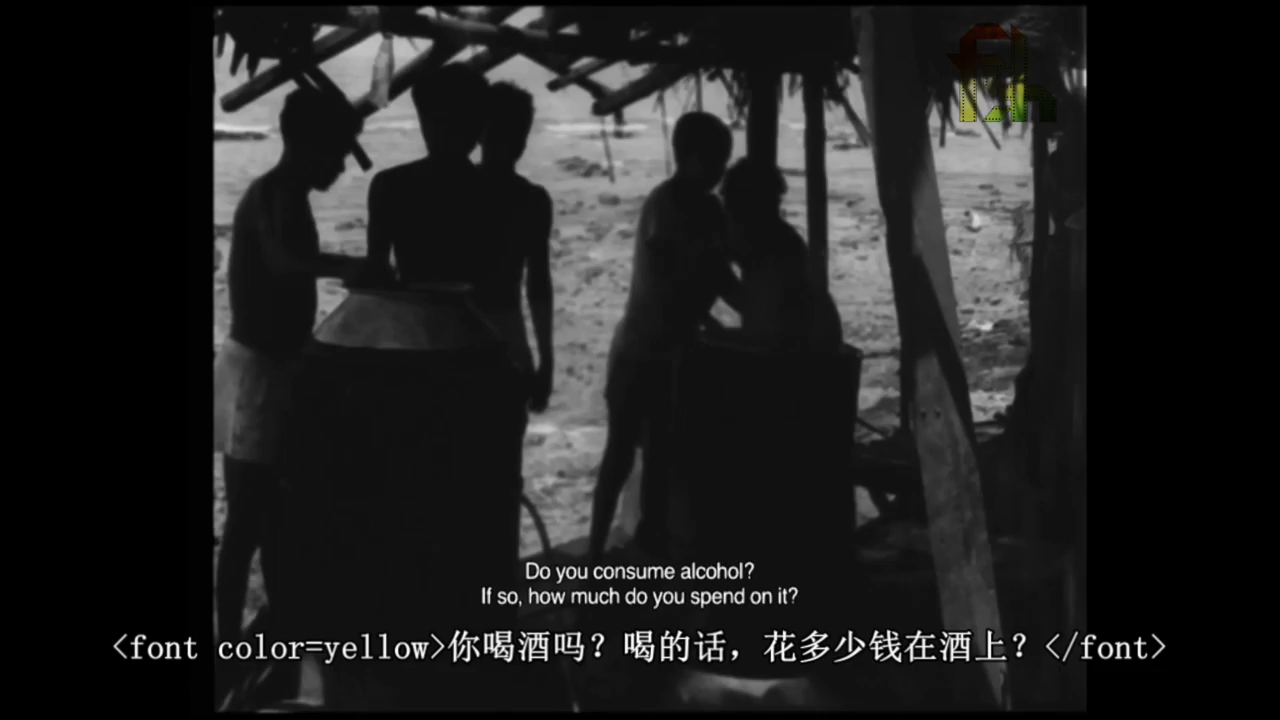 Do you consume alcohol?
If so, how much do you spend on it?
<font color=yellow>你喝酒吗？喝的话，花多少钱在酒上？</font>